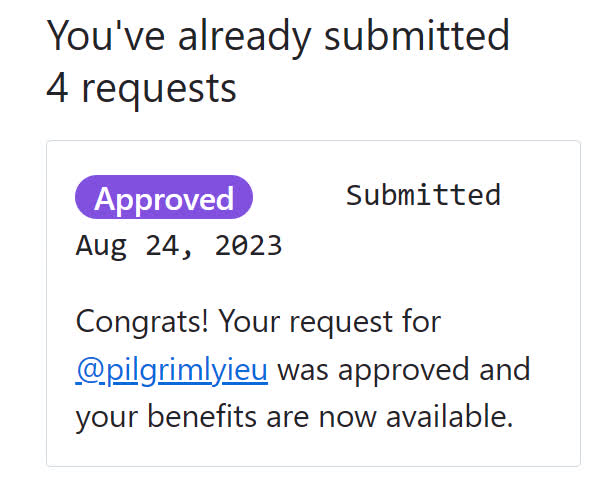 You've already submitted
4 requests
Approved Submitted
Aug 24, 2023
Congrats! Your request for
@pilgrimlyieu was approved and
your benefits are now available.